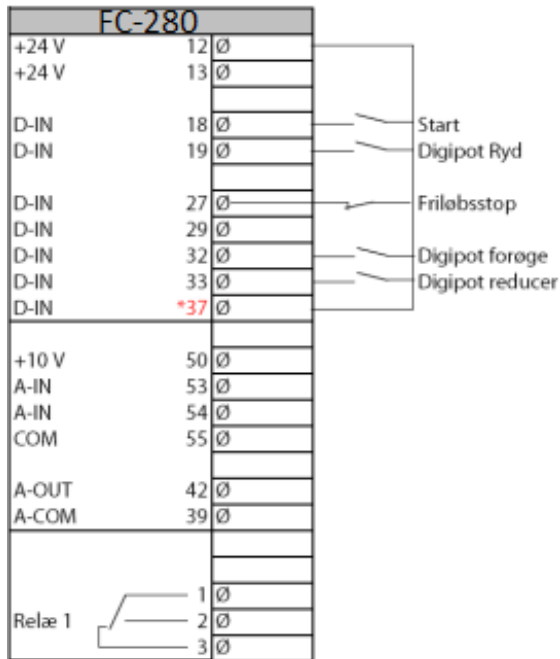 FC-280
+24 V 12 Ø
+24 V 13 Ø
D-IN 18 Ø Start
D-IN 19 Ø Digipot Ryd
D-IN 27 Ø Friløbsstop
D-IN 29 Ø
D-IN 32 Ø Digipot forøge
D-IN 33 Ø Digipot reducer
D-IN *37 Ø
+10 V 50 Ø
A-IN 53 Ø
A-IN 54 Ø
COM 55 Ø
A-OUT 42 Ø
A-COM 39 Ø
1 Ø
Relæ 1 2 Ø
3 Ø